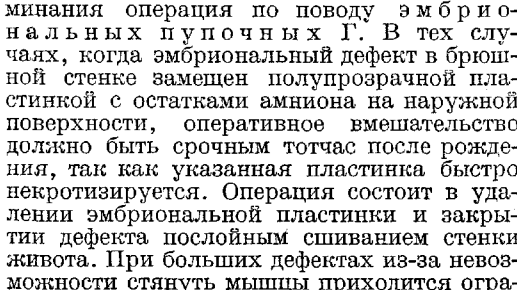 минания операция по поводу эмбрио-
нальных пупочных Г. В тех слу-
чаях, когда эмбриональный дефект в брюш-
ной стенке замещен полупрозрачной пла-
стинкой с остатками амниона на наружной
поверхности, оперативное вмешательство
должно быть срочным тотчас после рожде-
ния, так как указанная пластинка быстро
некротизируется. Операция состоит в уда-
лении эмбриональной пластинки и закры-
тии дефекта послойным сшиванием стенки
живота. При больших дефектах из-за невоз-
можности стянуть мышцы приходится огра-